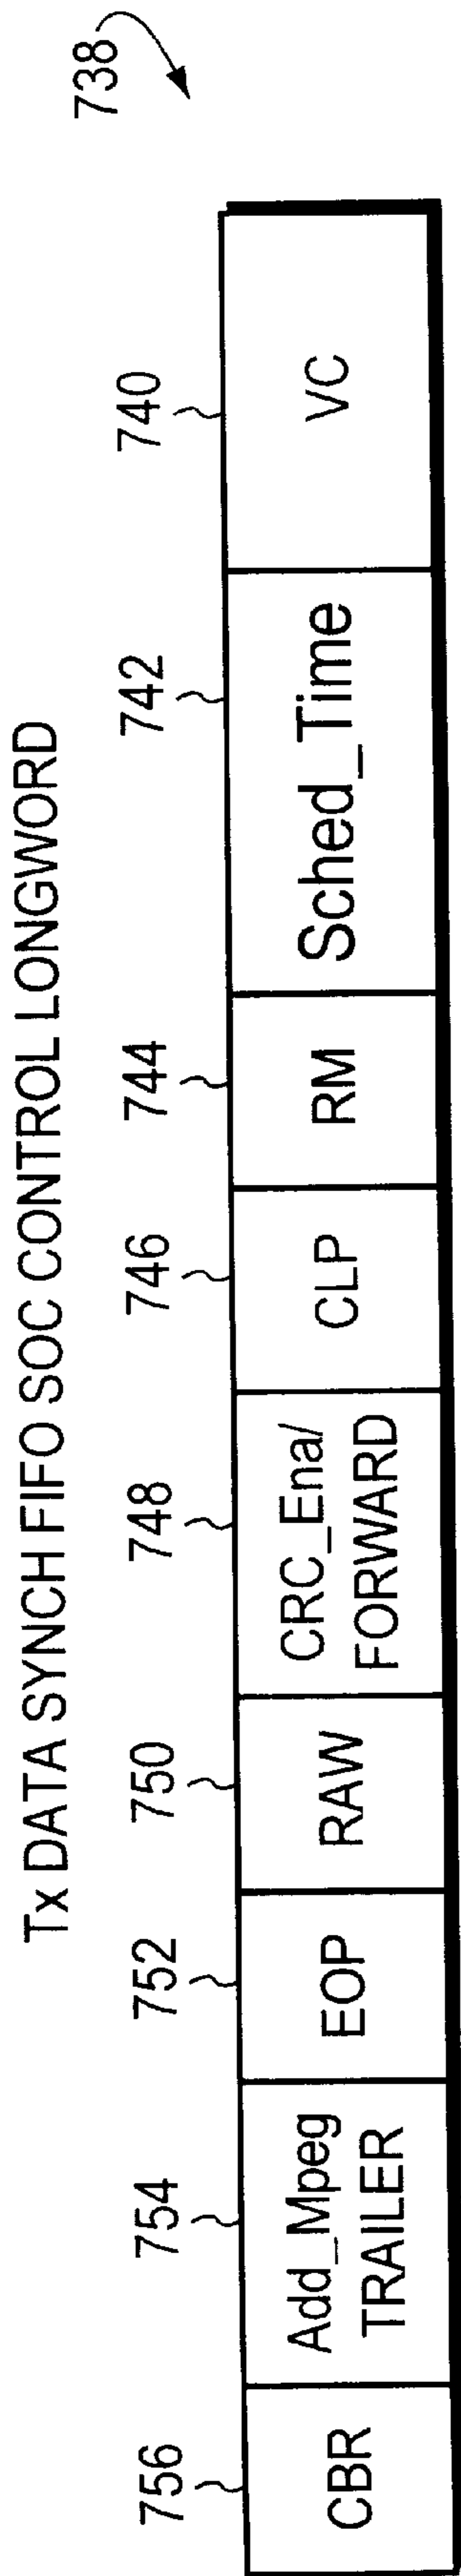 Tx DATA SYNCH FIFO SOC CONTROL LONGWORD
738
756
754
752
750
748
746
744
742
740
CBR
Add_Mpeg
TRAILER
EOP
RAW
CRC_Ena/
FORWARD
CLP
RM
Sched_Time
VC